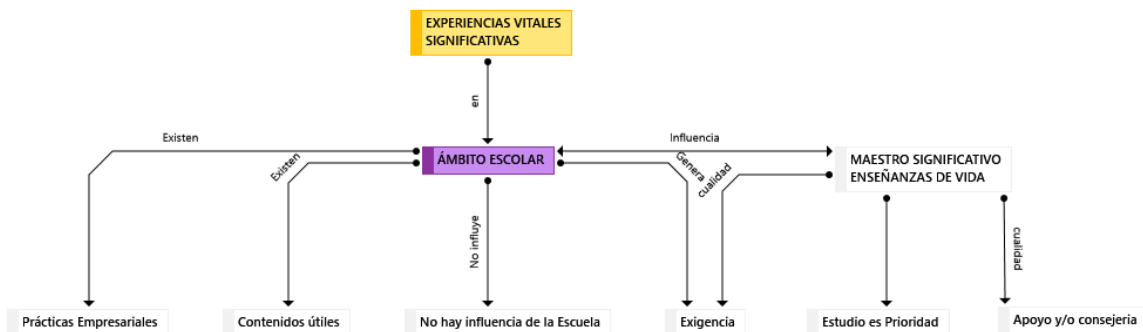 EXPERIENCIAS VITALES
SIGNIFICATIVAS
en
Existen
Influencia
Existen
ÁMBITO ESCOLAR
Genera
cualidad
MAESTRO SIGNIFICATIVO
ENSEÑANZAS DE VIDA
No influye
cualidad
Prácticas Empresariales
Contenidos útiles
No hay influencia de la Escuela
Exigencia
Estudio es Prioridad
Apoyo y/o consejeria